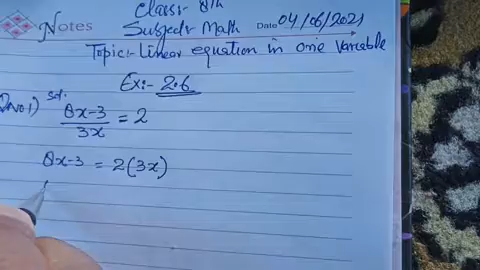 Class:- 8th
Notes Subject:- Math Date 04/06/2021
Topic:- Linear equation in one variable
Ex:- 2.6
Q No 1) Sol. 8x-3/3x = 2
8x-3 = 2(3x)